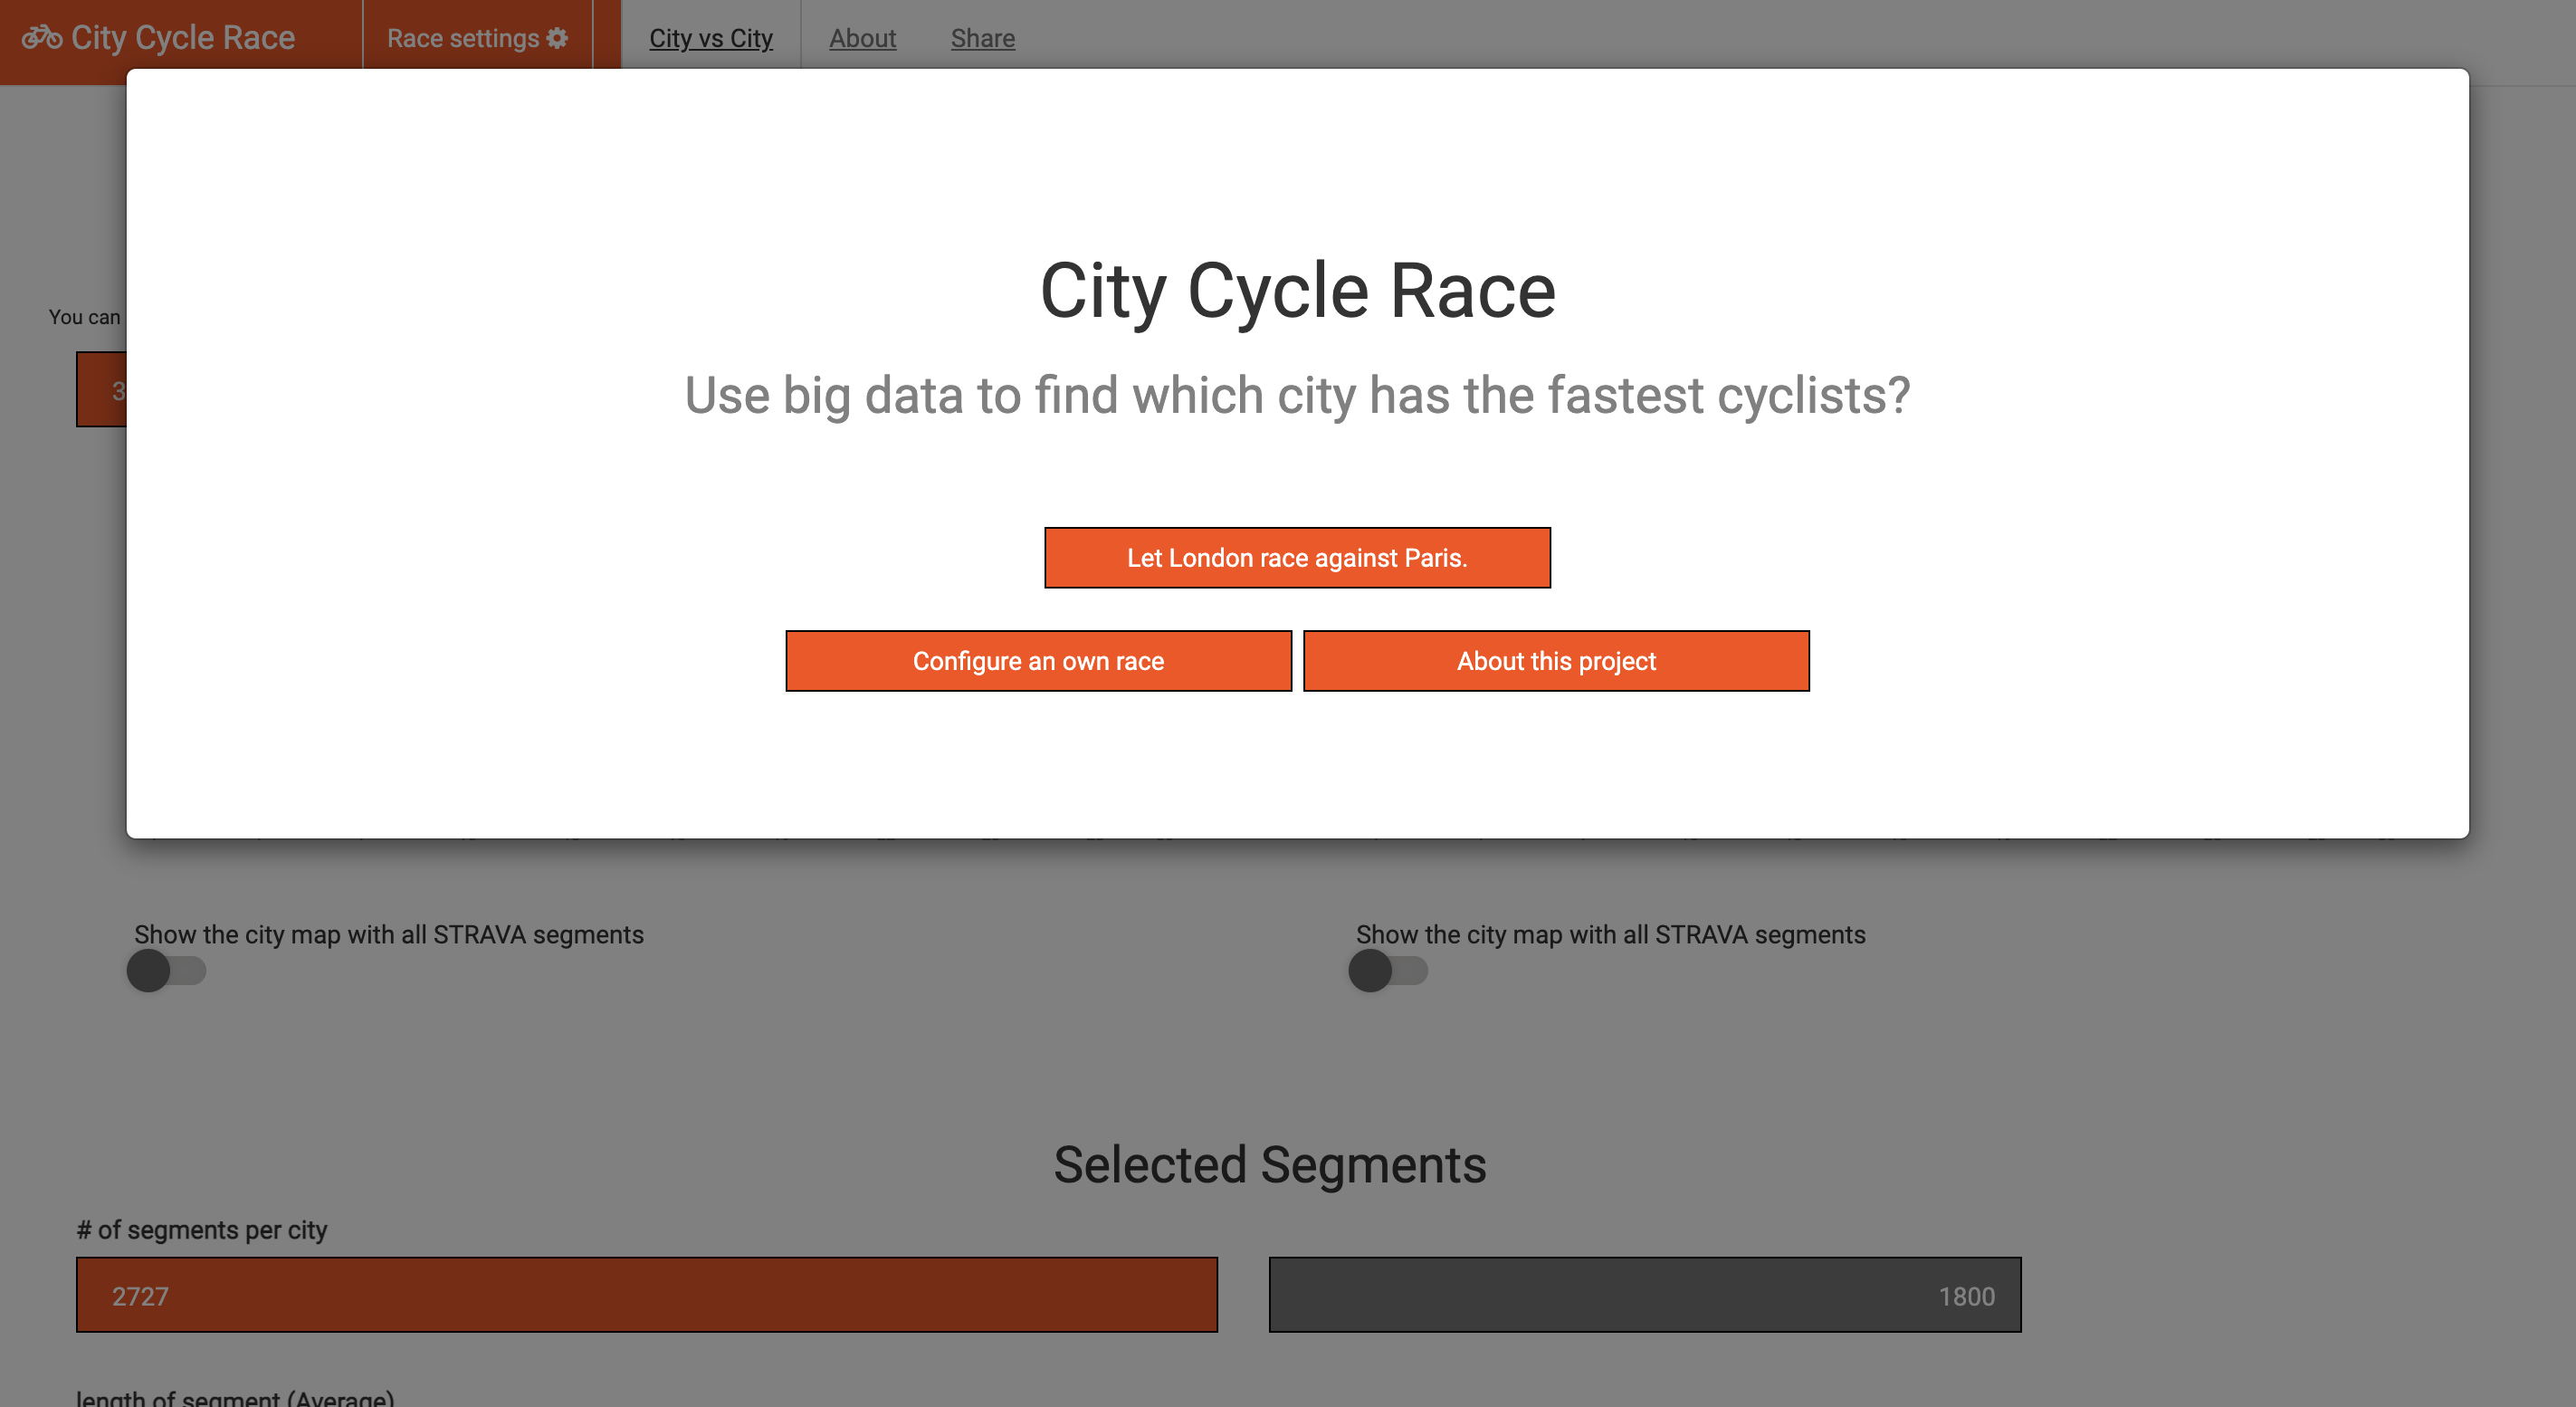 City Cycle Race
Race settings
City vs City
About
Share
City Cycle Race
Use big data to find which city has the fastest cyclists?
Let London race against Paris.
Configure an own race
About this project
You can
3
Show the city map with all STRAVA segments
Show the city map with all STRAVA segments
Selected Segments
# of segments per city
2727
1800
length of segment (Average)